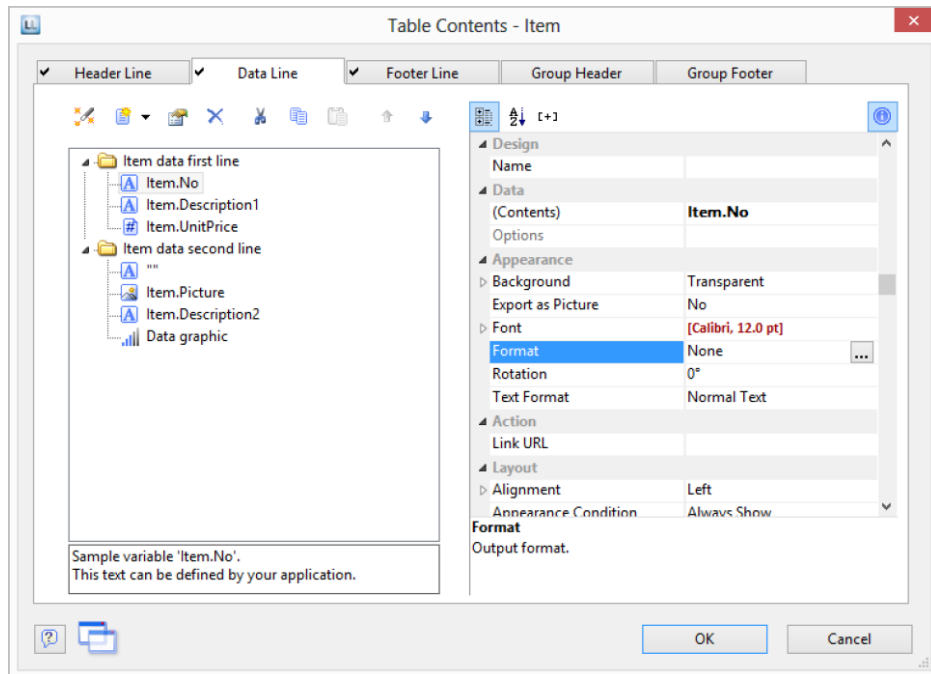 Table Contents - Item
Header Line
Data Line
Footer Line
Group Header
Group Footer
Item data first line
Item.No
Item.Description1
Item.UnitPrice
Item data second line
""
Item.Picture
Item.Description2
Data graphic
Sample variable 'Item.No'.
This text can be defined by your application.
Design
Name
Data
(Contents) Item.No
Options
Appearance
Background Transparent
Export as Picture No
Font [Calibri, 12.0 pt]
Format None ...
Rotation 0°
Text Format Normal Text
Action
Link URL
Layout
Alignment Left
Appearance Condition Always Show
Format
Output format.
OK
Cancel